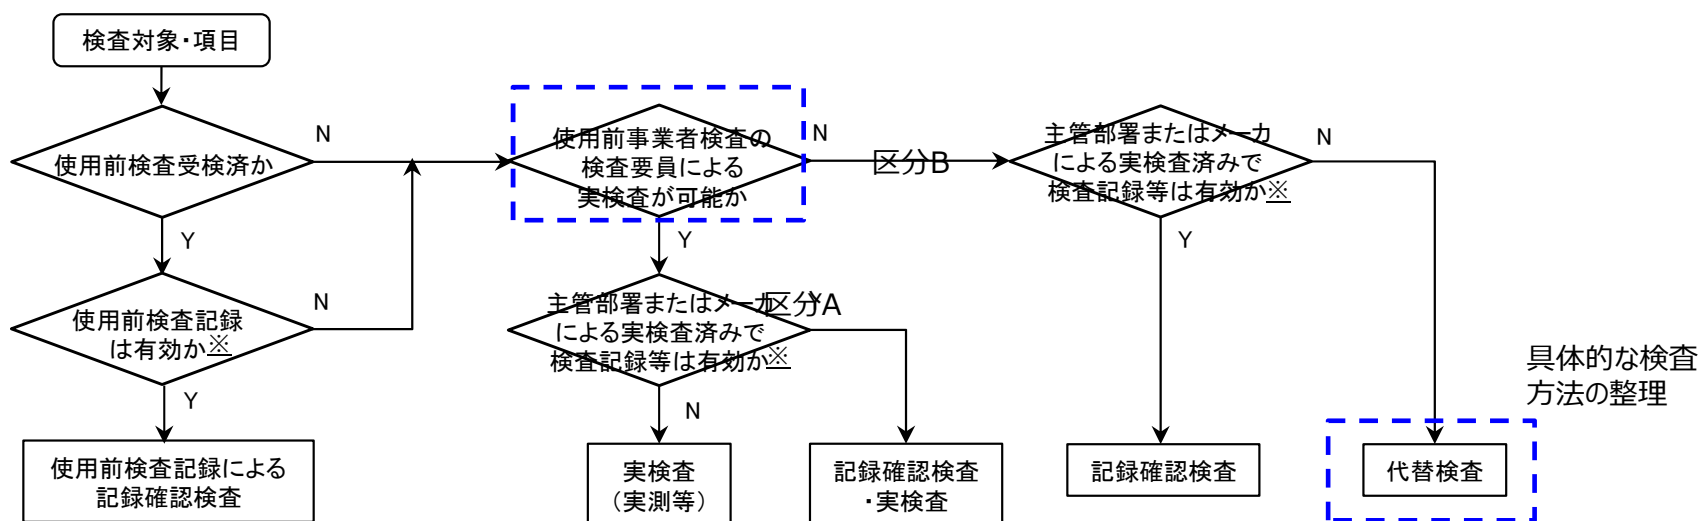 検査対象・項目
使用前検査受検済か
N
Y
使用前検査記録
は有効か※
N
Y
使用前検査記録による
記録確認検査
使用前事業者検査の
検査要員による
実検査が可能か
N
区分B
Y
主管部署またはメーカ
による実検査済みで
検査記録等は有効か※
Y
区分A
N
実検査
（実測等）
記録確認検査
・実検査
主管部署またはメーカ
による実検査済みで
検査記録等は有効か※
N
Y
記録確認検査
代替検査
具体的な検査
方法の整理